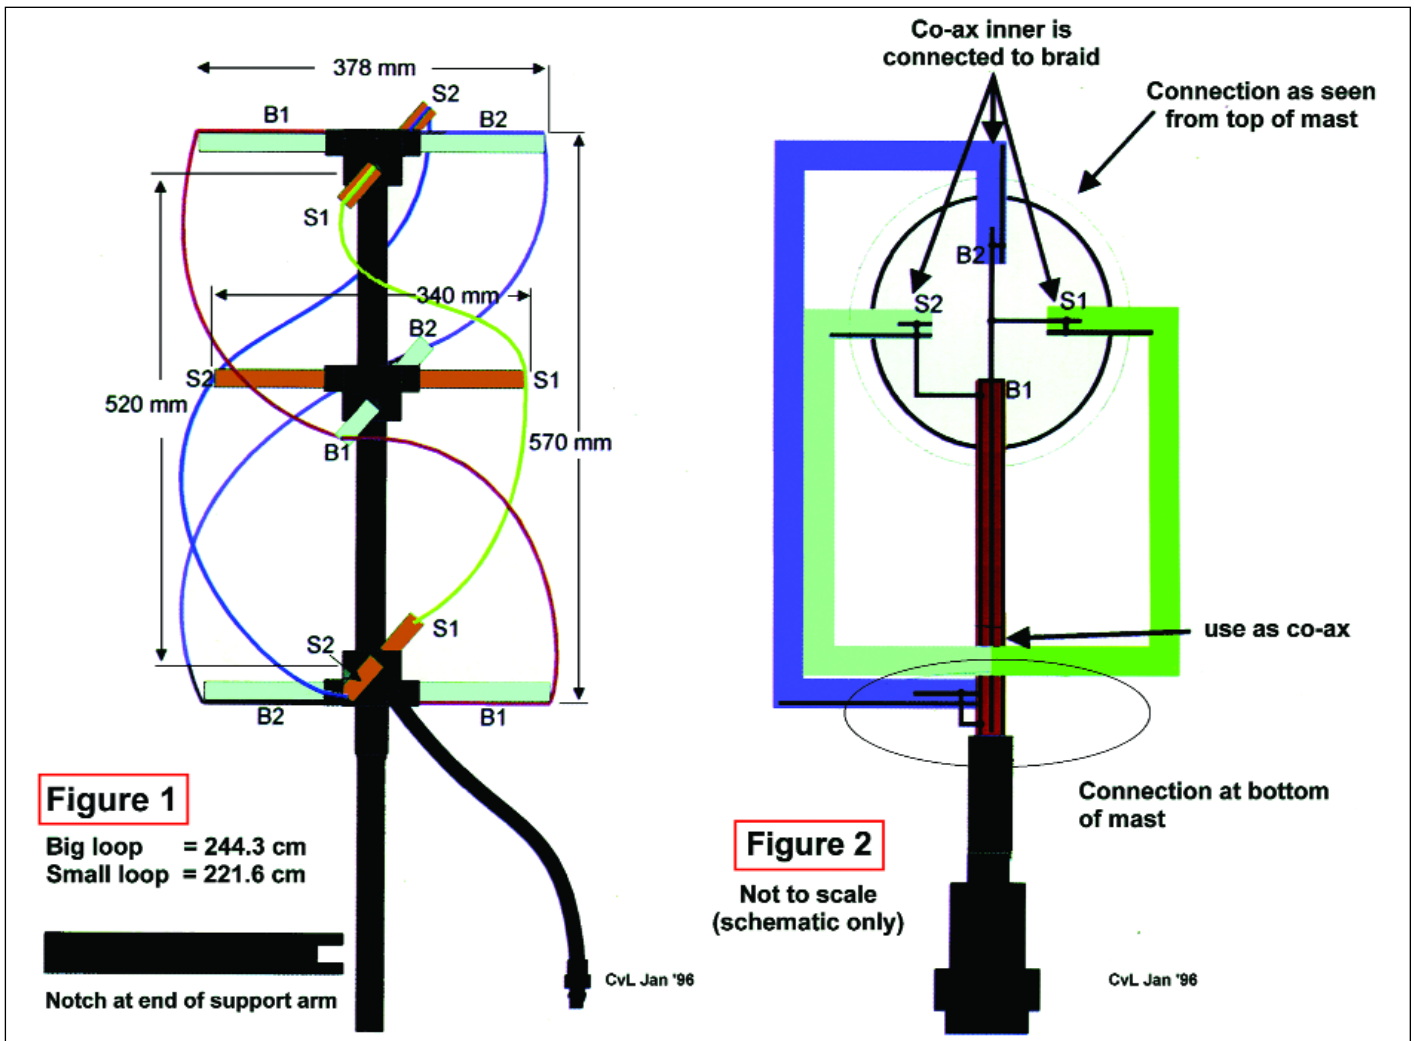 378 mm
S2
B1
B2
S1
340 mm
B2
S2
S1
520 mm
B1
570 mm
S1
S2
B2
B1
Figure 1
Big loop = 244.3 cm
Small loop = 221.6 cm
Notch at end of support arm
CvL Jan '96
Co-ax inner is
connected to braid
Connection as seen
from top of mast
B2
S2
S1
B1
use as co-ax
Connection at bottom
of mast
Figure 2
Not to scale
(schematic only)
CvL Jan '96